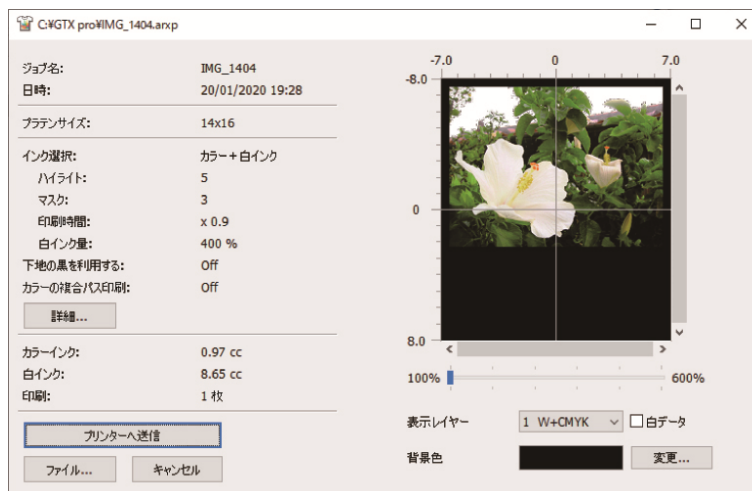 C:¥GTX pro¥IMG_1404.arxp
ジョブ名: IMG_1404
日時: 20/01/2020 19:28
プラテンサイズ: 14x16
インク選択: カラー+白インク
ハイライト: 5
マスク: 3
印刷時間: x 0.9
白インク量: 400 %
下地の黒を利用する: Off
カラーの複合パス印刷: Off
詳細...
カラーインク: 0.97 cc
白インク: 8.65 cc
印刷: 1 枚
プリンターへ送信
ファイル... キャンセル
-7.0 0 7.0
-8.0
0
8.0
100% 600%
表示レイヤー 1 W+CMYK 白データ
背景色 変更...